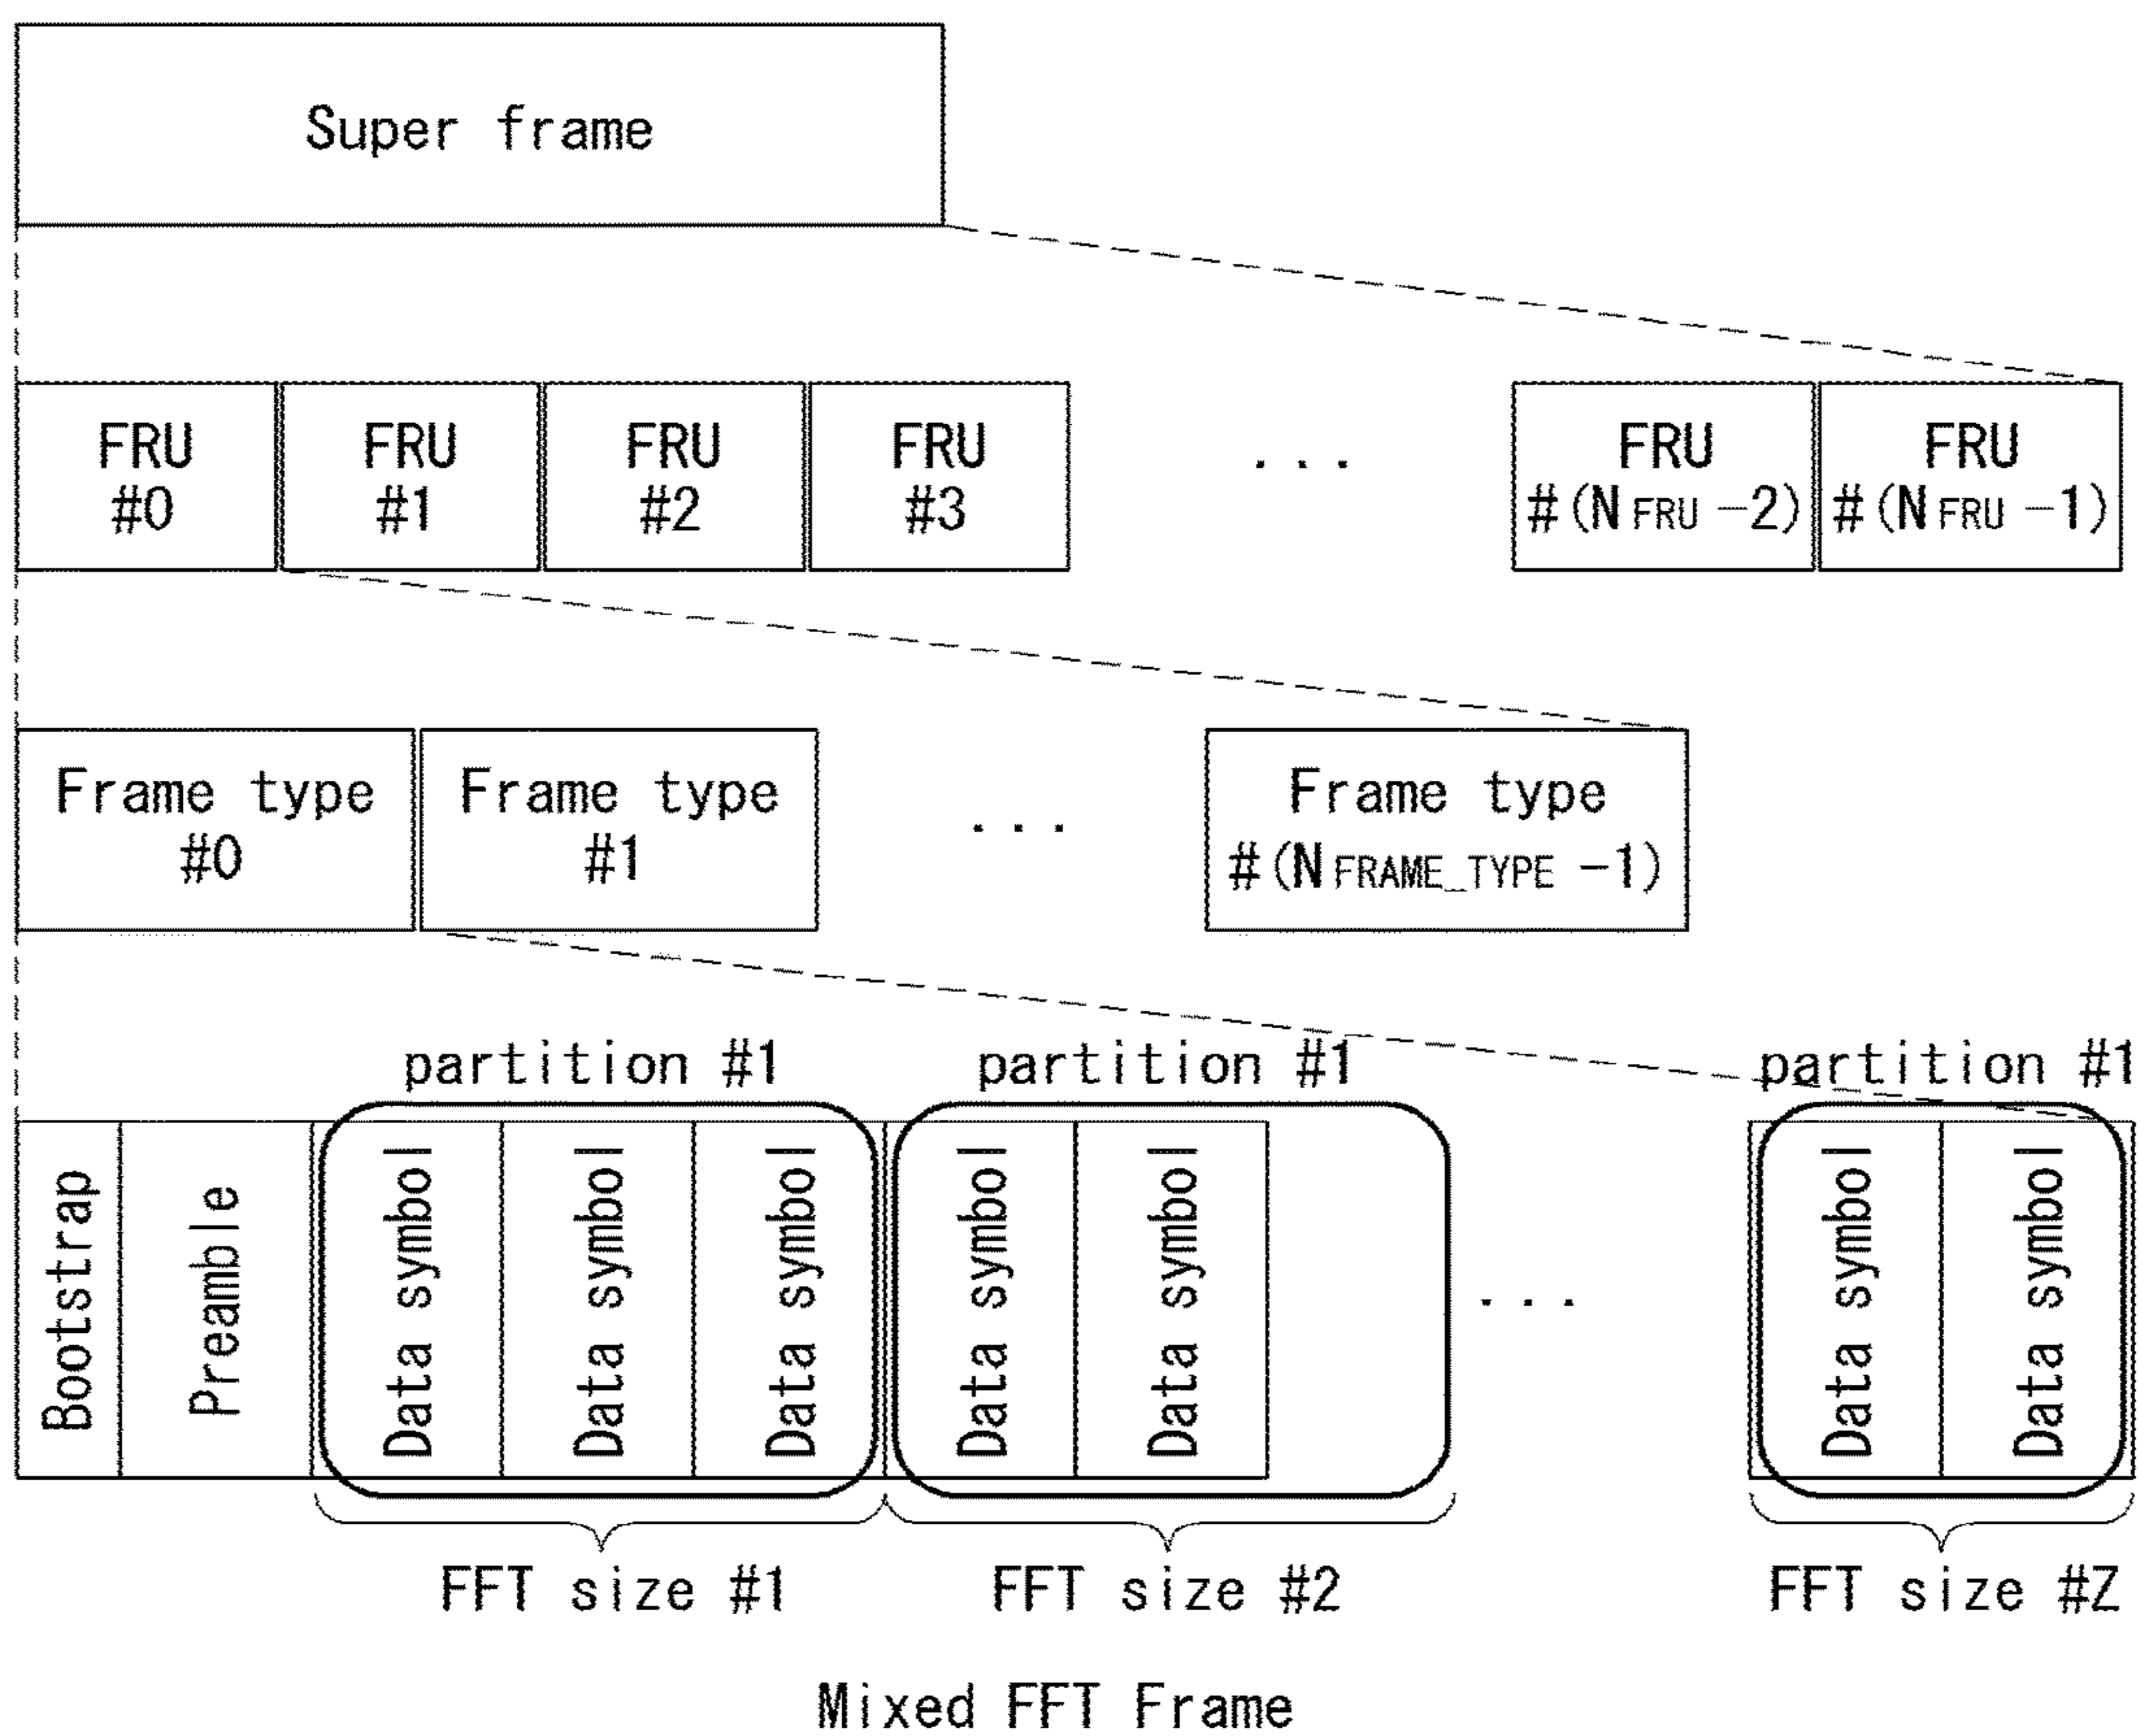 Super frame
FRU #0
FRU #1
FRU #2
FRU #3
...
FRU #(NFRU -2)
FRU #(NFRU -1)
Frame type #0
Frame type #1
...
Frame type #(NFRAME_TYPE -1)
partition #1
partition #1
partition #1
Bootstrap
Preamble
Data symbol
Data symbol
Data symbol
Data symbol
Data symbol
...
Data symbol
Data symbol
FFT size #1
FFT size #2
FFT size #Z
Mixed FFT Frame